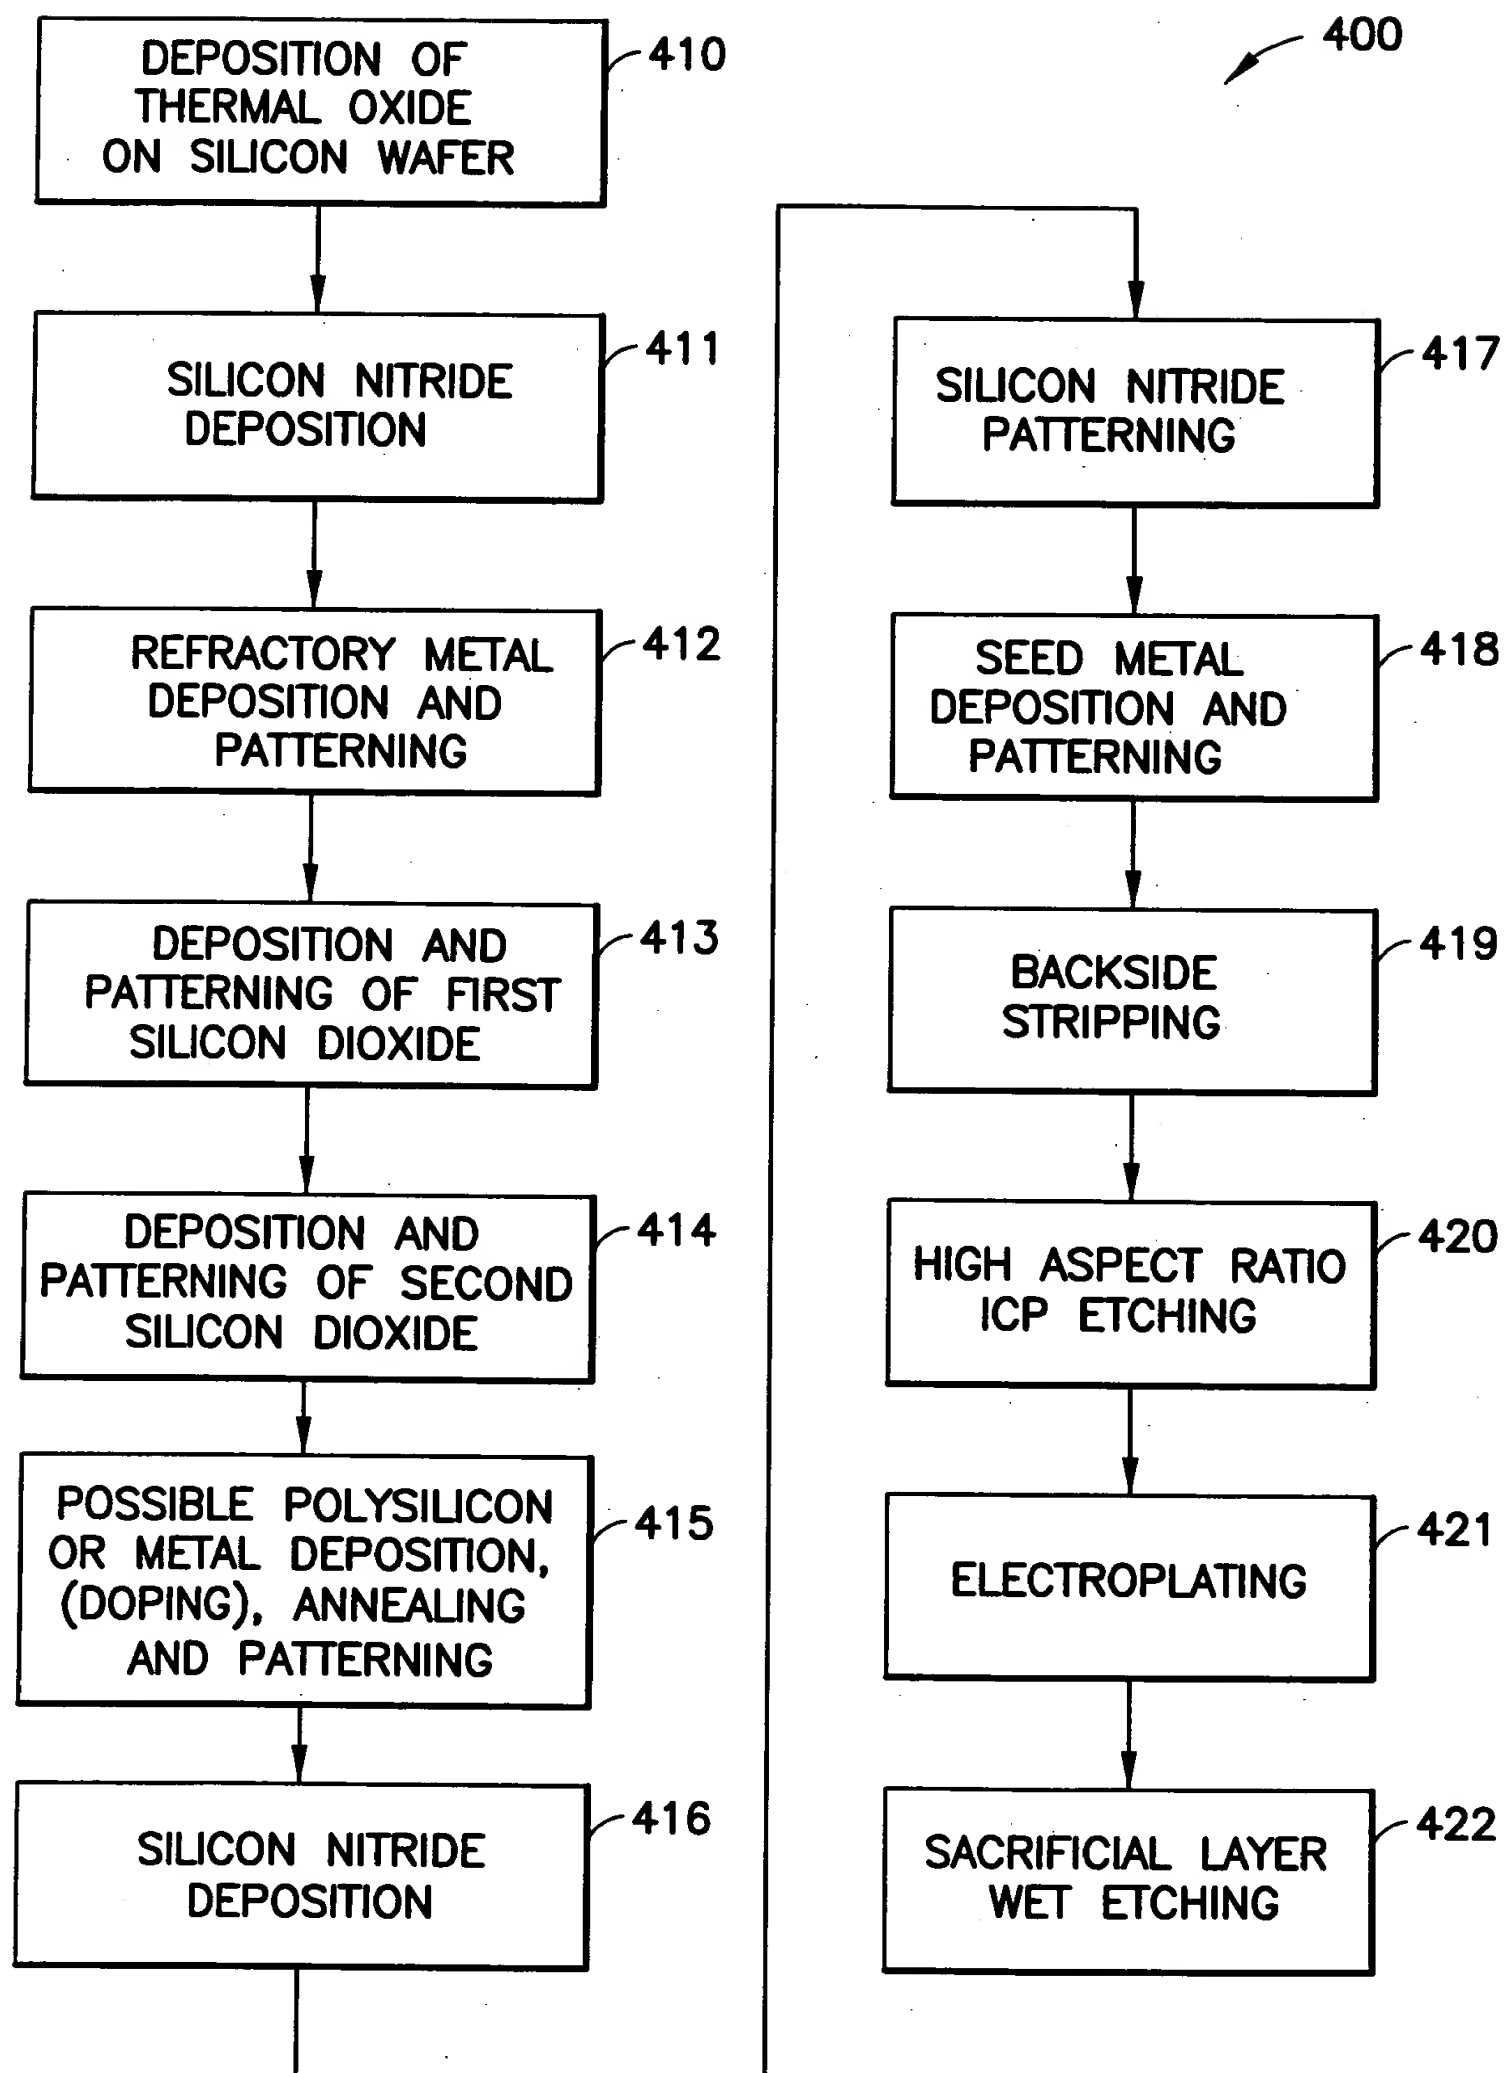 400
DEPOSITION OF
THERMAL OXIDE
ON SILICON WAFER
410
SILICON NITRIDE
DEPOSITION
411
REFRACTORY METAL
DEPOSITION AND
PATTERNING
412
DEPOSITION AND
PATTERNING OF FIRST
SILICON DIOXIDE
413
DEPOSITION AND
PATTERNING OF SECOND
SILICON DIOXIDE
414
POSSIBLE POLYSILICON
OR METAL DEPOSITION,
(DOPING), ANNEALING
AND PATTERNING
415
SILICON NITRIDE
DEPOSITION
416
SILICON NITRIDE
PATTERNING
417
SEED METAL
DEPOSITION AND
PATTERNING
418
BACKSIDE
STRIPPING
419
HIGH ASPECT RATIO
ICP ETCHING
420
ELECTROPLATING
421
SACRIFICIAL LAYER
WET ETCHING
422